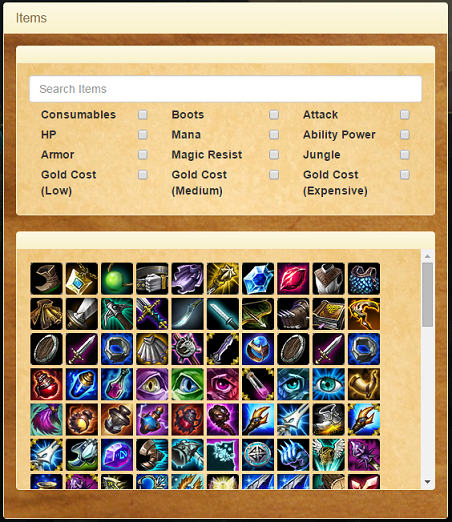 Items
Search Items
Consumables Boots Attack
HP Mana Ability Power
Armor Magic Resist Jungle
Gold Cost Gold Cost Gold Cost
(Low) (Medium) (Expensive)